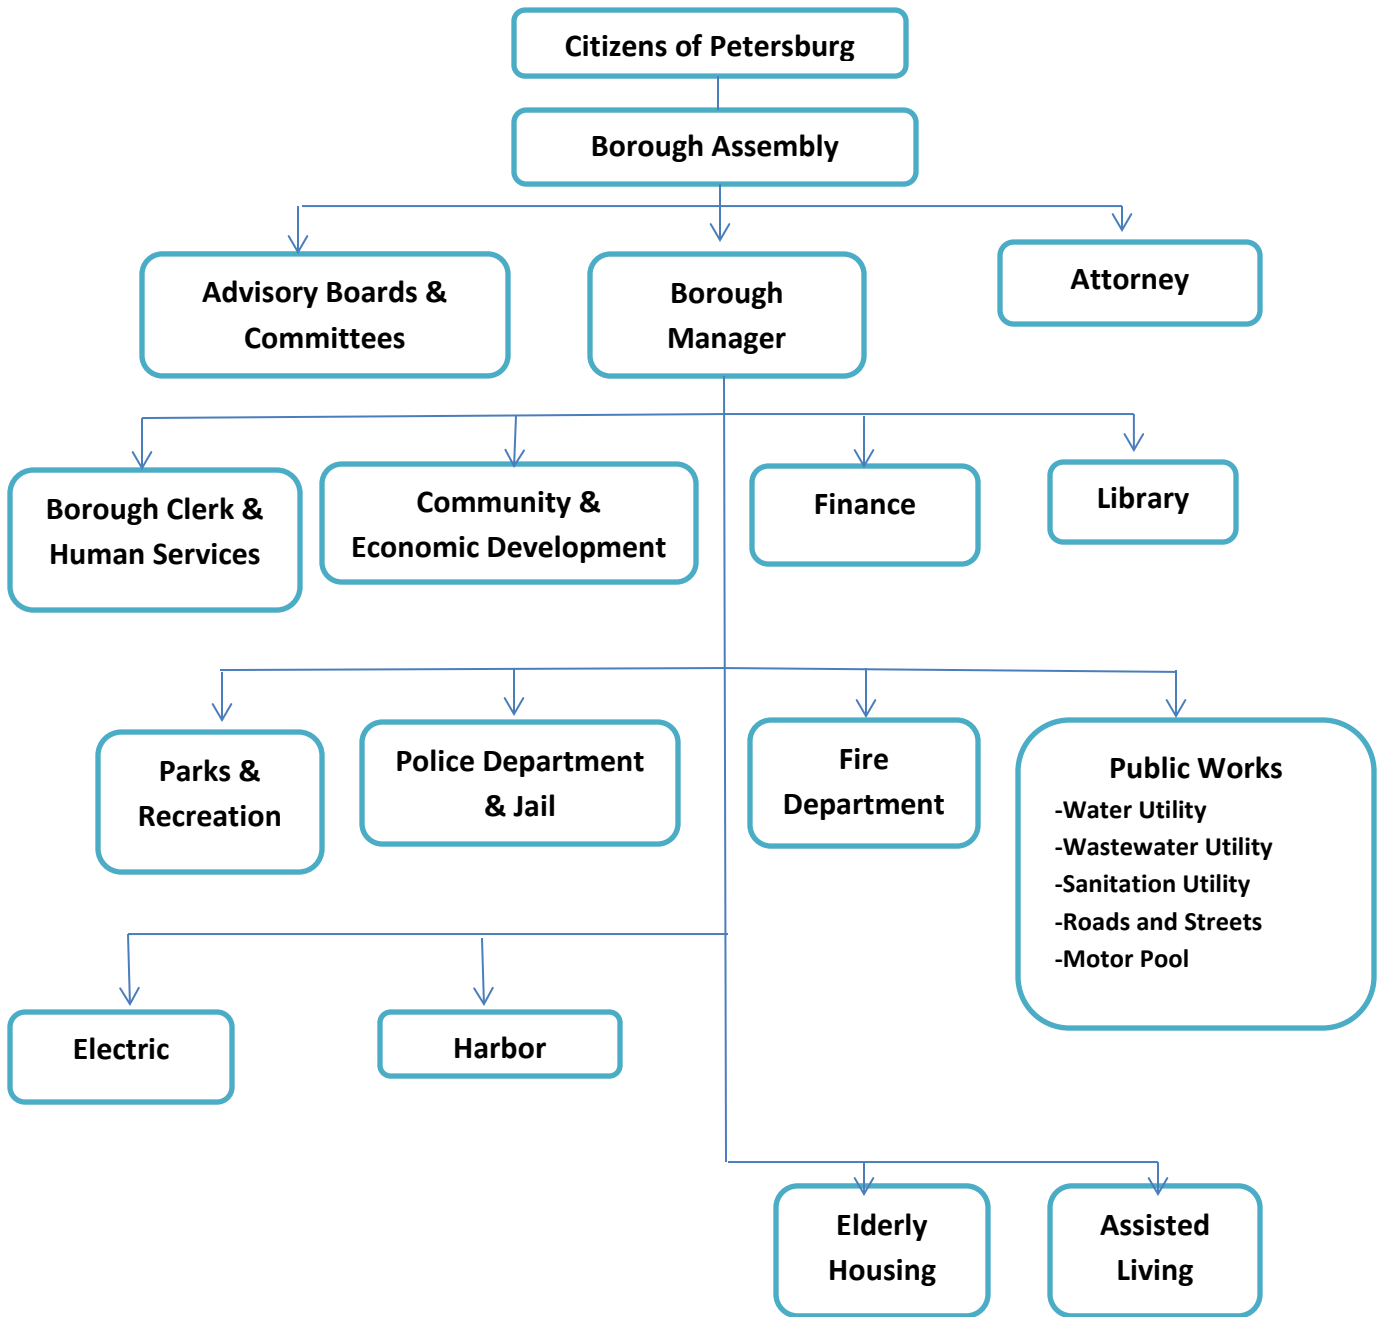 Citizens of Petersburg
Borough Assembly
Advisory Boards &
Committees
Borough
Manager
Attorney
Borough Clerk &
Human Services
Community &
Economic Development
Finance
Library
Parks &
Recreation
Police Department
& Jail
Fire
Department
Public Works
-Water Utility
-Wastewater Utility
-Sanitation Utility
-Roads and Streets
-Motor Pool
Electric
Harbor
Elderly
Housing
Assisted
Living